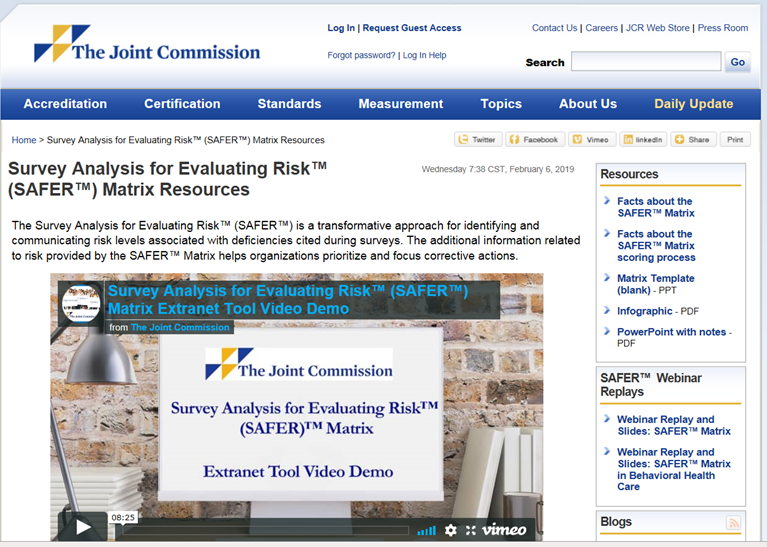 The Joint Commission
Log In | Request Guest Access
Forgot password? | Log In Help
Contact Us | Careers | JCR Web Store | Press Room
Search
Go
Accreditation Certification Standards Measurement Topics About Us Daily Update
Home > Survey Analysis for Evaluating Risk™ (SAFER™) Matrix Resources
Twitter Facebook Vimeo linkedin Share Print
Survey Analysis for Evaluating Risk™
(SAFER™) Matrix Resources
Wednesday 7:38 CST, February 6, 2019
The Survey Analysis for Evaluating Risk™ (SAFER™) is a transformative approach for identifying and
communicating risk levels associated with deficiencies cited during surveys. The additional information related
to risk provided by the SAFER™ Matrix helps organizations prioritize and focus corrective actions.
Survey Analysis for Evaluating Risk™ (SAFER™)
Matrix Extranet Tool Video Demo
from The Joint Commission
The Joint Commission
Survey Analysis for Evaluating Risk™
(SAFER)™ Matrix
Extranet Tool Video Demo
08:25
vimeo
Resources
Facts about the
SAFER™ Matrix
Facts about the
SAFER™ Matrix
scoring process
Matrix Template
(blank) - PPT
Infographic - PDF
PowerPoint with notes -
PDF
SAFER™ Webinar
Replays
Webinar Replay and
Slides: SAFER™ Matrix
Webinar Replay and
Slides: SAFER™ Matrix
in Behavioral Health
Care
Blogs